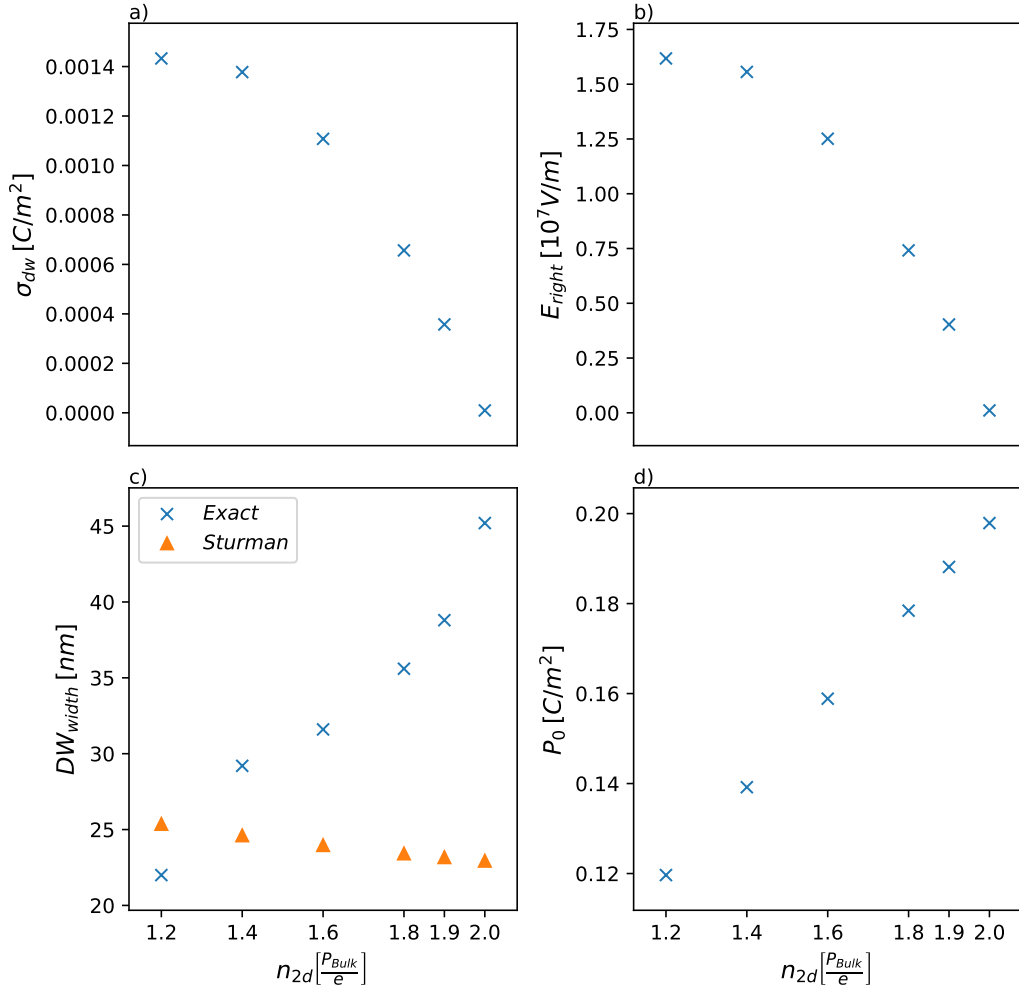 a)
σ_dw [C/m^2]
0.0014
0.0012
0.0010
0.0008
0.0006
0.0004
0.0002
0.0000
b)
E_right [10^7V/m]
1.75
1.50
1.25
1.00
0.75
0.50
0.25
0.00
c)
Exact
Sturman
DW_width [nm]
45
40
35
30
25
20
1.2 1.4 1.6 1.8 1.9 2.0
n_2d[P_Bulk/e]
d)
P_0 [C/m^2]
0.20
0.18
0.16
0.14
0.12
1.2 1.4 1.6 1.8 1.9 2.0
n_2d[P_Bulk/e]